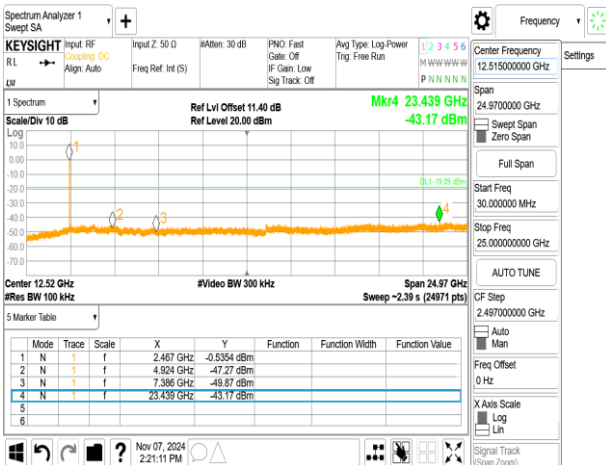 Spectrum Analyzer 1
Swept SA
Frequency
KEYSIGHT
Input: RF
Input Z: 50 Ω
#Atten: 30 dB
PNO: Fast
Avg Type: Log-Power
1 2 3 4 5 6
RL
Coupling: DC
Gate: Off
Trig: Free Run
M W W W W W
Align: Auto
Freq Ref: Int (S)
IF Gain: Low
P N N N N N
LXI
Sig Track: Off
Center Frequency
12.515000000 GHz
Settings
1 Spectrum
Ref Lvl Offset 11.40 dB
Mkr4 23.439 GHz
Scale/Div 10 dB
Ref Level 20.00 dBm
-43.17 dBm
Span
24.9700000 GHz
Swept Span
Zero Span
Log
10.0
0.00
-10.0
-20.0
-30.0
-40.0
-50.0
-60.0
-70.0
1
2
3
4
DL1 -19.09 dBm
Full Span
Start Freq
30.000000 MHz
Stop Freq
25.000000000 GHz
Center 12.52 GHz
#Video BW 300 kHz
Span 24.97 GHz
#Res BW 100 kHz
Sweep ~2.39 s (24971 pts)
AUTO TUNE
CF Step
2.497000000 GHz
Auto
Man
5 Marker Table
Mode Trace Scale X Y Function Function Width Function Value
1 N 1 f 2.467 GHz -0.5354 dBm
2 N 1 f 4.924 GHz -47.27 dBm
3 N 1 f 7.386 GHz -49.87 dBm
4 N 1 f 23.439 GHz -43.17 dBm
5
6
Freq Offset
0 Hz
X Axis Scale
Log
Lin
Signal Track
(Span Zoom)
?
Nov 07, 2024
2:21:11 PM